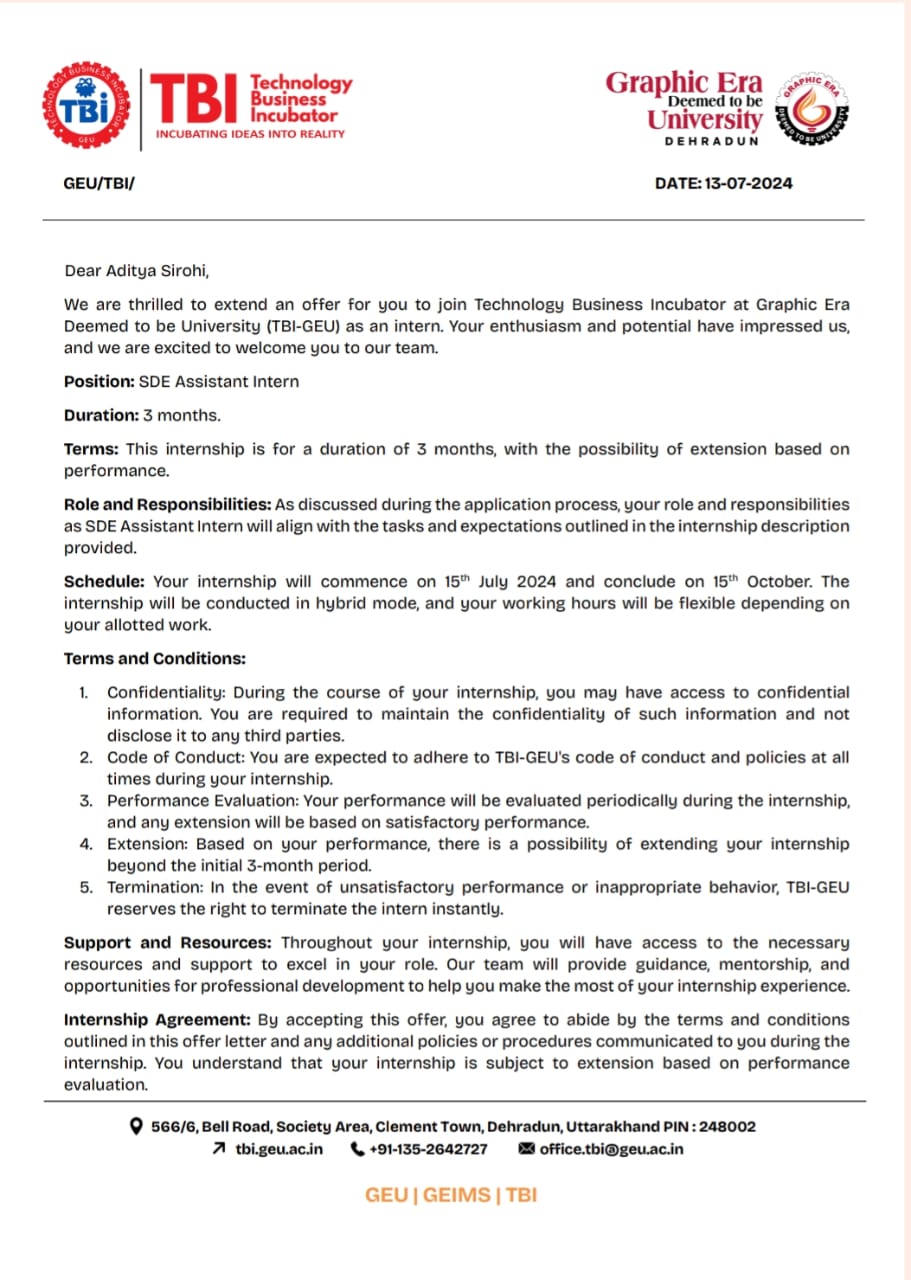 TECHNOLOGY BUSINESS INCUBATOR
TBi
GEU
TBI
Technology
Business
Incubator
INCUBATING IDEAS INTO REALITY
Graphic Era
Deemed to be
University
DEHRADUN
GRAPHIC ERA
DEEMED TO BE UNIVERSITY
GEU/TBI/
DATE: 13-07-2024
Dear Aditya Sirohi,
We are thrilled to extend an offer for you to join Technology Business Incubator at Graphic Era
Deemed to be University (TBI-GEU) as an intern. Your enthusiasm and potential have impressed us,
and we are excited to welcome you to our team.
Position: SDE Assistant Intern
Duration: 3 months.
Terms: This internship is for a duration of 3 months, with the possibility of extension based on
performance.
Role and Responsibilities: As discussed during the application process, your role and responsibilities
as SDE Assistant Intern will align with the tasks and expectations outlined in the internship description
provided.
Schedule: Your internship will commence on 15th July 2024 and conclude on 15th October. The
internship will be conducted in hybrid mode, and your working hours will be flexible depending on
your allotted work.
Terms and Conditions:
1. Confidentiality: During the course of your internship, you may have access to confidential
information. You are required to maintain the confidentiality of such information and not
disclose it to any third parties.
2. Code of Conduct: You are expected to adhere to TBI-GEU's code of conduct and policies at all
times during your internship.
3. Performance Evaluation: Your performance will be evaluated periodically during the internship,
and any extension will be based on satisfactory performance.
4. Extension: Based on your performance, there is a possibility of extending your internship
beyond the initial 3-month period.
5. Termination: In the event of unsatisfactory performance or inappropriate behavior, TBI-GEU
reserves the right to terminate the intern instantly.
Support and Resources: Throughout your internship, you will have access to the necessary
resources and support to excel in your role. Our team will provide guidance, mentorship, and
opportunities for professional development to help you make the most of your internship experience.
Internship Agreement: By accepting this offer, you agree to abide by the terms and conditions
outlined in this offer letter and any additional policies or procedures communicated to you during the
internship. You understand that your internship is subject to extension based on performance
evaluation.
566/6, Bell Road, Society Area, Clement Town, Dehradun, Uttarakhand PIN : 248002
tbi.geu.ac.in +91-135-2642727 office.tbi@geu.ac.in
GEU | GEIMS | TBI